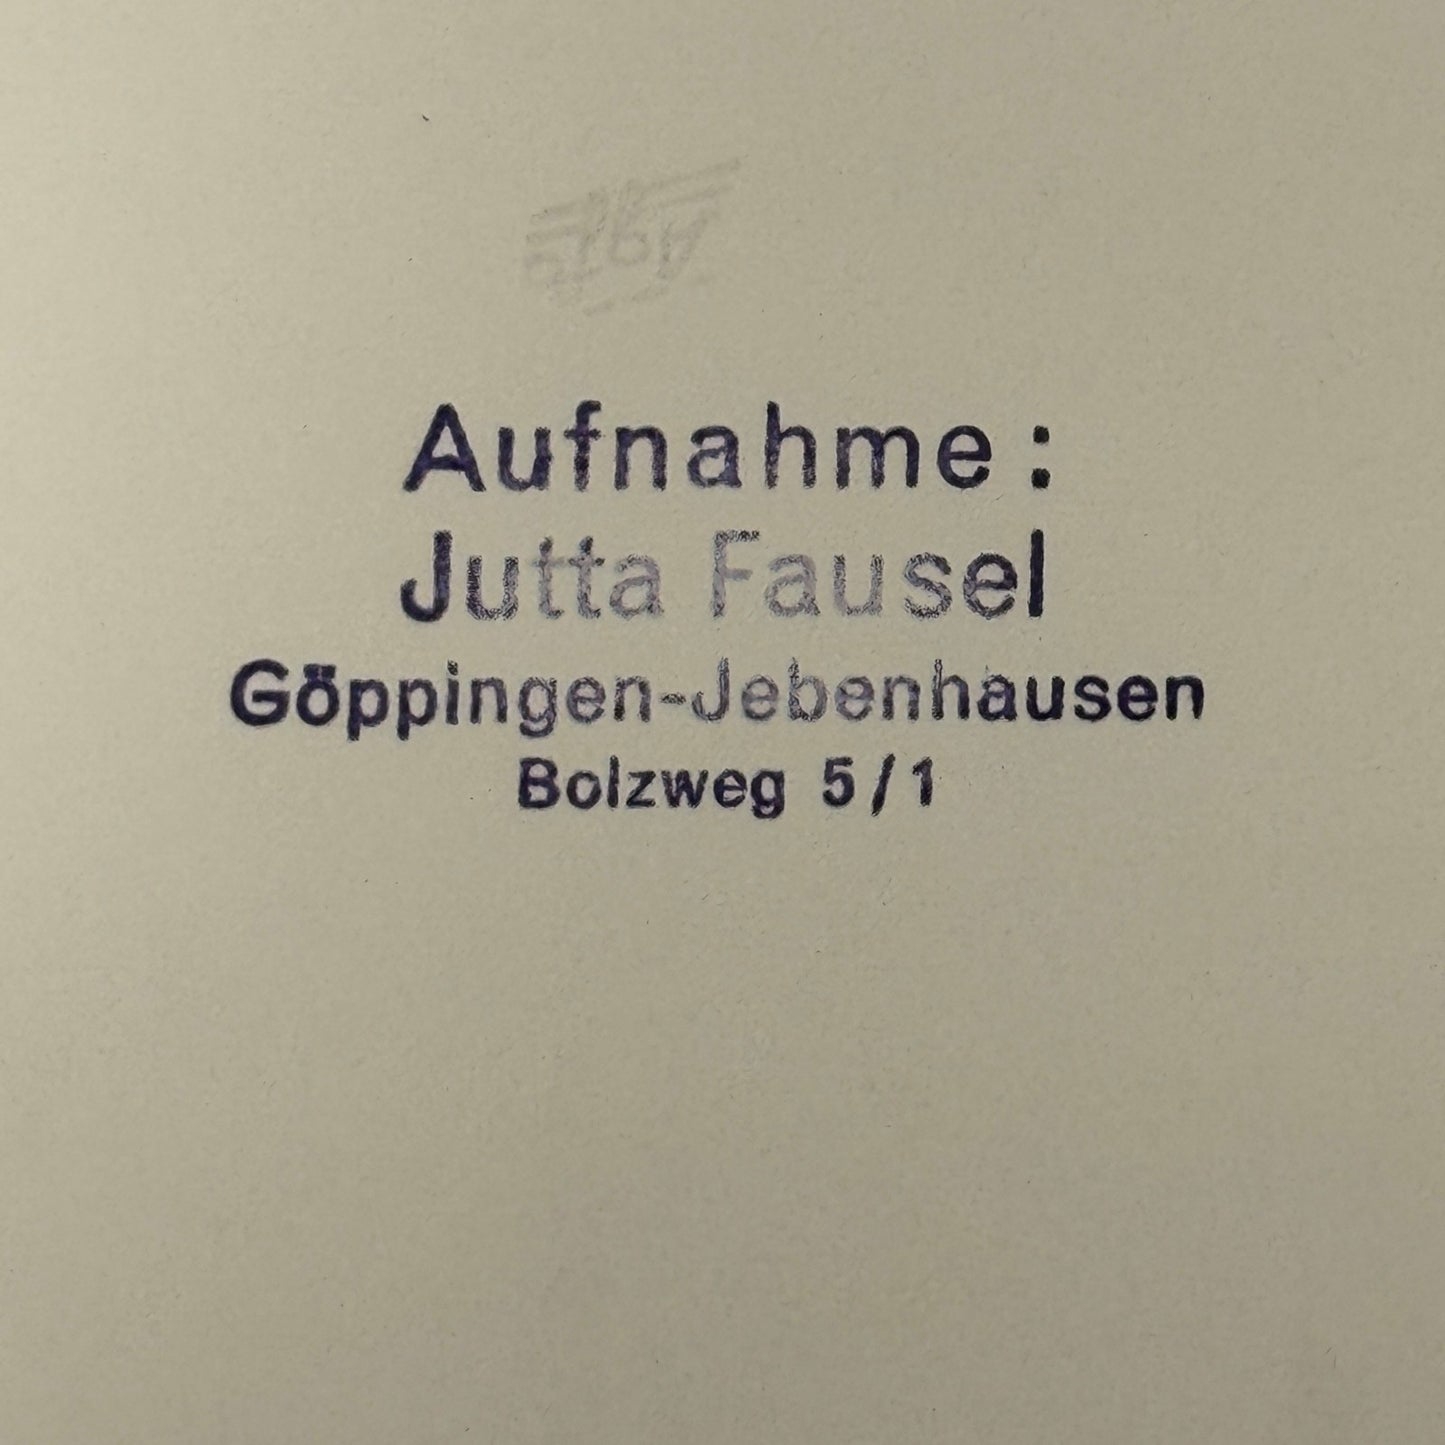 Aufnahme :
Jutta Fausel
Göppingen-Jebenhausen
Bolzweg 5/1